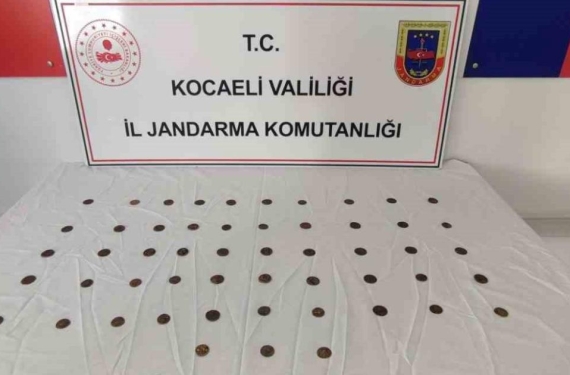 T.C.
KOCAELİ VALİLİĞİ
İL JANDARMA KOMUTANLIĞI